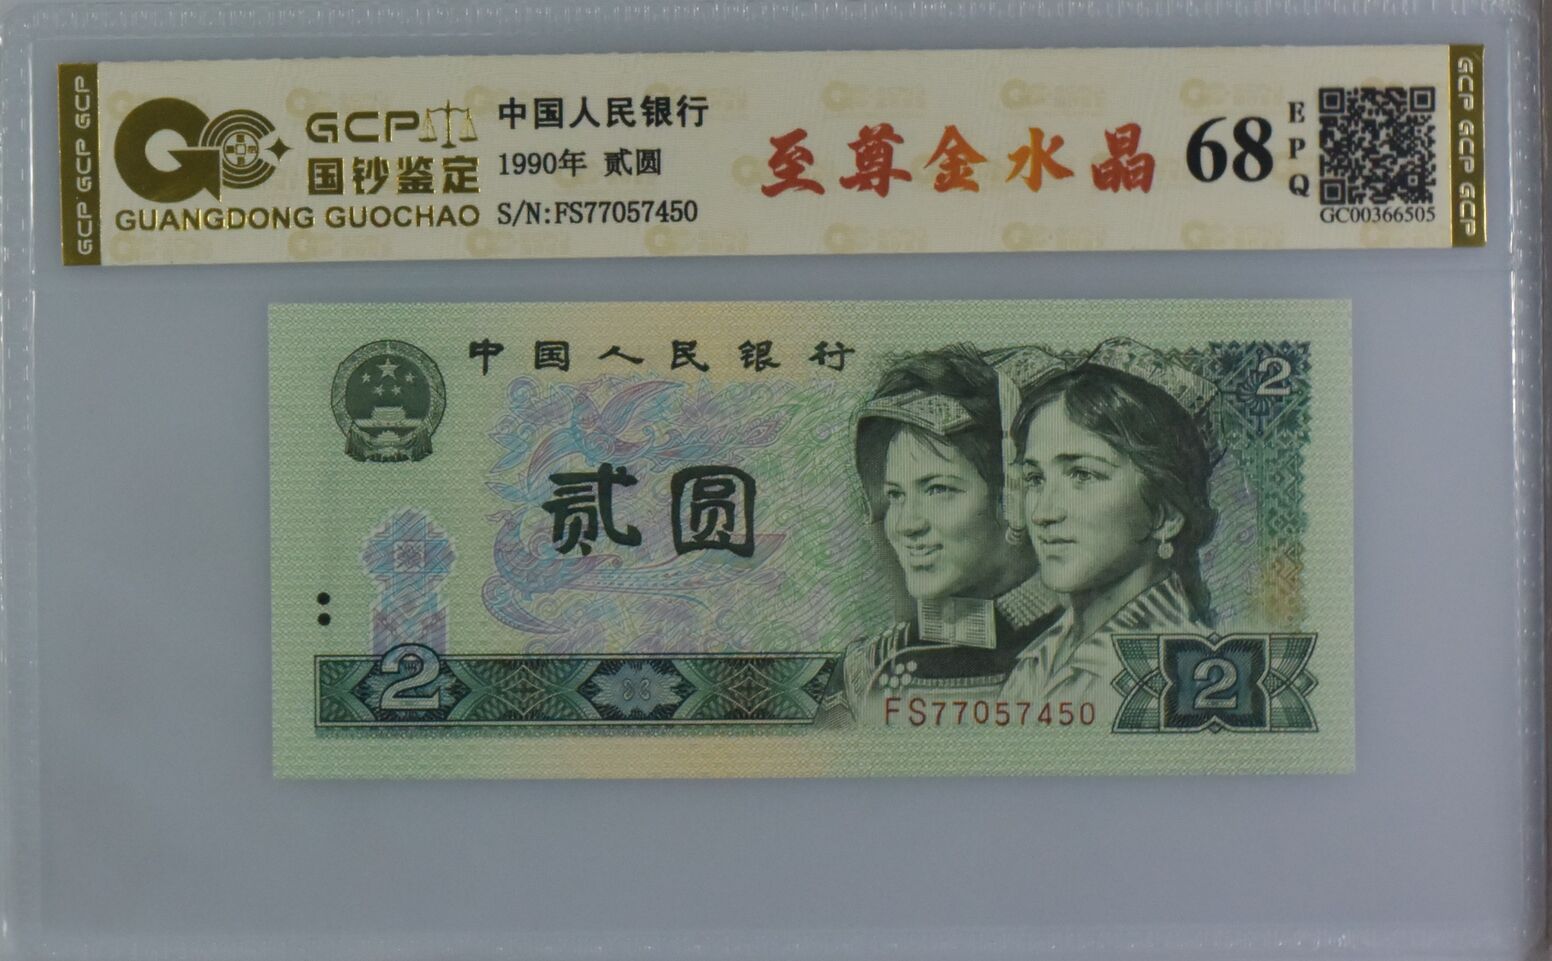 GCP GCP GCP
GCP
国钞鉴定
GUANGDONG GUOCHAO
中国人民银行
1990年 贰圆
S/N:FS77057450
至尊金水晶
68
EPQ
GC00366505
GCP GCP GCP
中国人民银行
2
贰圆
2
2
FS77057450